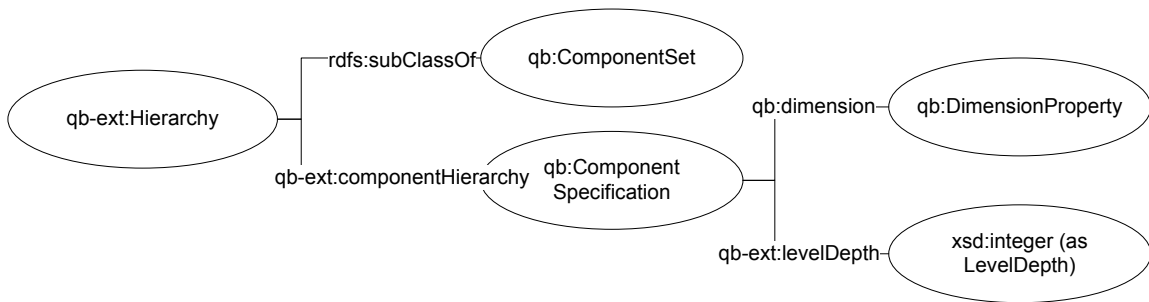 rdfs:subClassOf
qb:ComponentSet
qb-ext:Hierarchy
qb:dimension
qb:DimensionProperty
qb-ext:componentHierarchy
qb:Component
Specification
qb-ext:levelDepth
xsd:integer (as
LevelDepth)